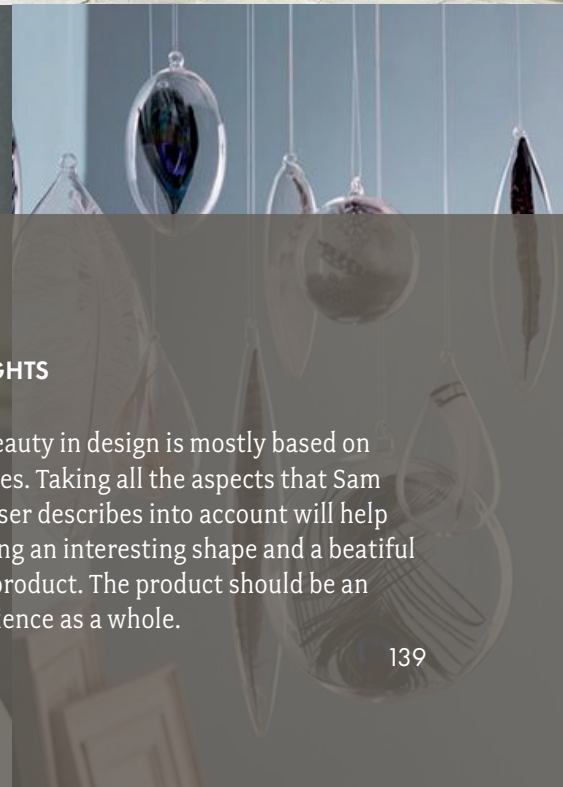 GHTS
eauty in design is mostly based on
es. Taking all the aspects that Sam
ser describes into account will help
ng an interesting shape and a beatiful
product. The product should be an
ience as a whole.
139